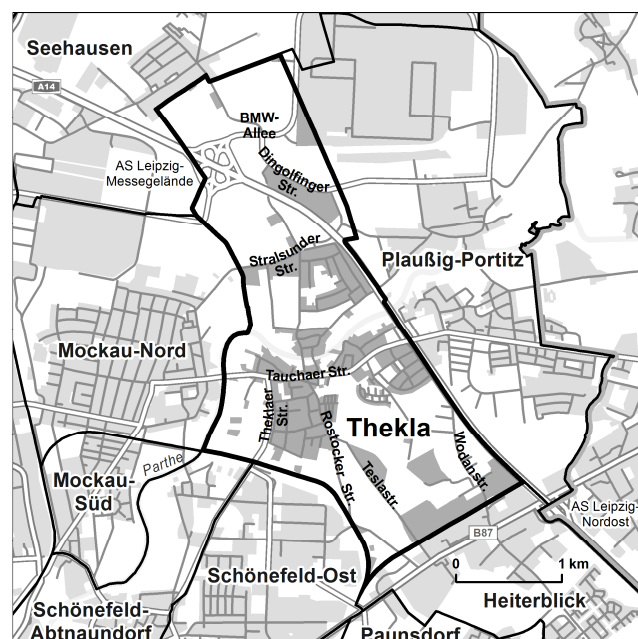 Seehausen
A14
BMW-
Allee
AS Leipzig-
Messegelände
Dingolfinger
Str.
Stralsunder
Str.
Plaußig-Portitz
Mockau-Nord
Tauchaer Str.
Theklaer
Str.
Rostocker Str.
Thekla
Wodanstr.
Teslastr.
Parthe
Mockau-
Süd
AS Leipzig-
Nordost
B87
Schönefeld-Ost
0 1 km
Heiterblick
Schönefeld-
Abtnaundorf
Paunsdorf